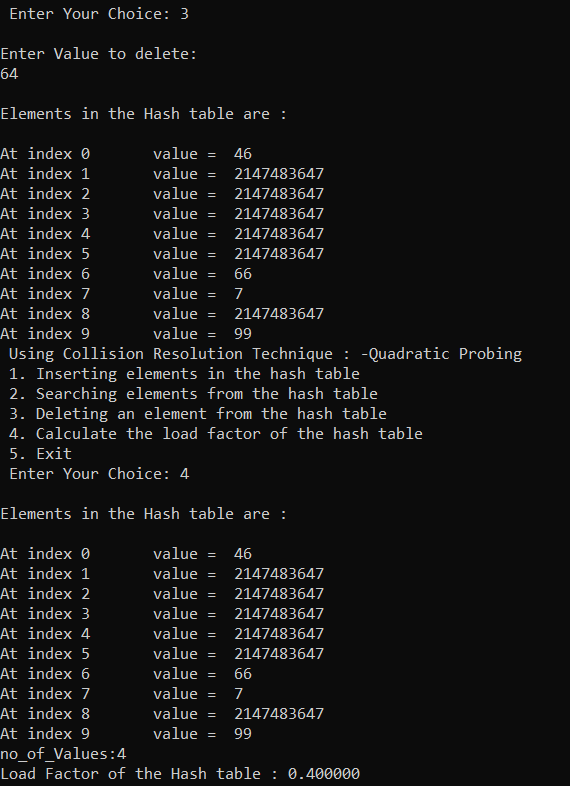 Enter Your Choice: 3
Enter Value to delete:
64
Elements in the Hash table are :
At index 0 value = 46
At index 1 value = 2147483647
At index 2 value = 2147483647
At index 3 value = 2147483647
At index 4 value = 2147483647
At index 5 value = 2147483647
At index 6 value = 66
At index 7 value = 7
At index 8 value = 2147483647
At index 9 value = 99
Using Collision Resolution Technique : -Quadratic Probing
1. Inserting elements in the hash table
2. Searching elements from the hash table
3. Deleting an element from the hash table
4. Calculate the load factor of the hash table
5. Exit
Enter Your Choice: 4
Elements in the Hash table are :
At index 0 value = 46
At index 1 value = 2147483647
At index 2 value = 2147483647
At index 3 value = 2147483647
At index 4 value = 2147483647
At index 5 value = 2147483647
At index 6 value = 66
At index 7 value = 7
At index 8 value = 2147483647
At index 9 value = 99
no_of_Values:4
Load Factor of the Hash table : 0.400000